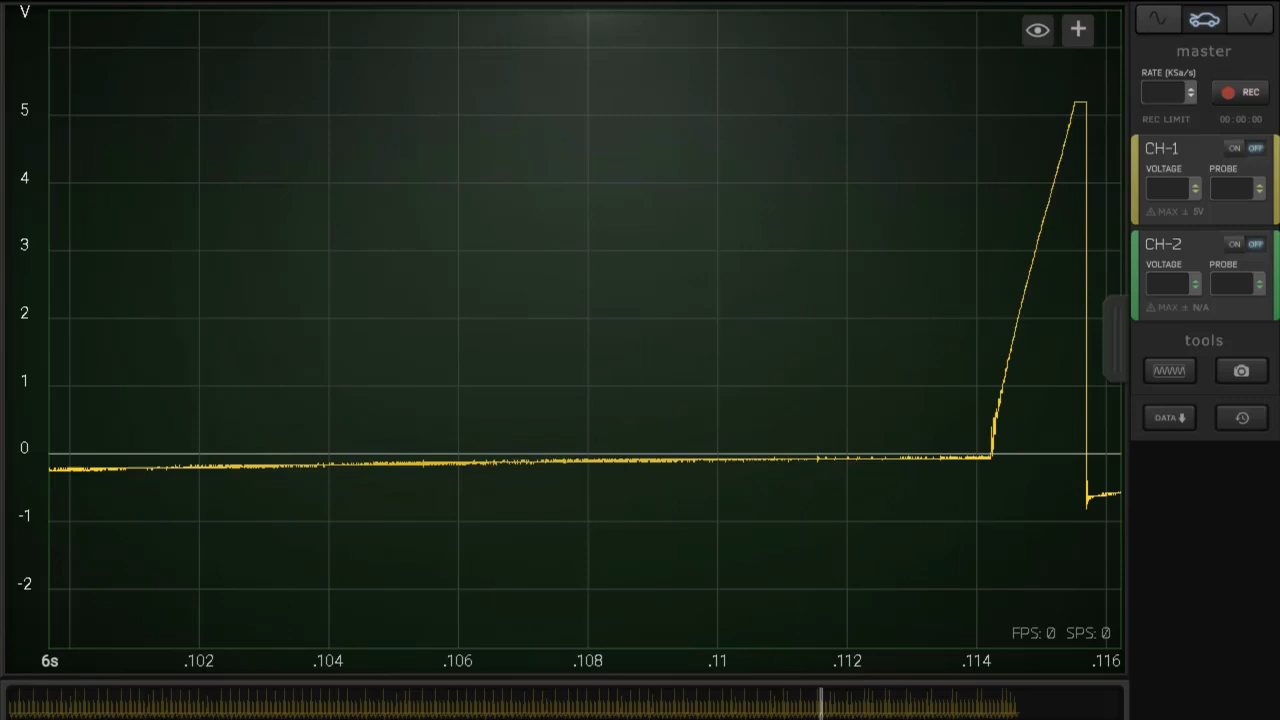 V
5
4
3
2
1
0
-1
-2
6s .102 .104 .106 .108 .11 .112 .114 .116
FPS: 0 SPS: 0
master
RATE (KSa/s)
REC
REC LIMIT 00:00:00
CH-1 ON OFF
VOLTAGE PROBE
MAX ± 5V
CH-2 ON OFF
VOLTAGE PROBE
MAX ± N/A
tools
DATA